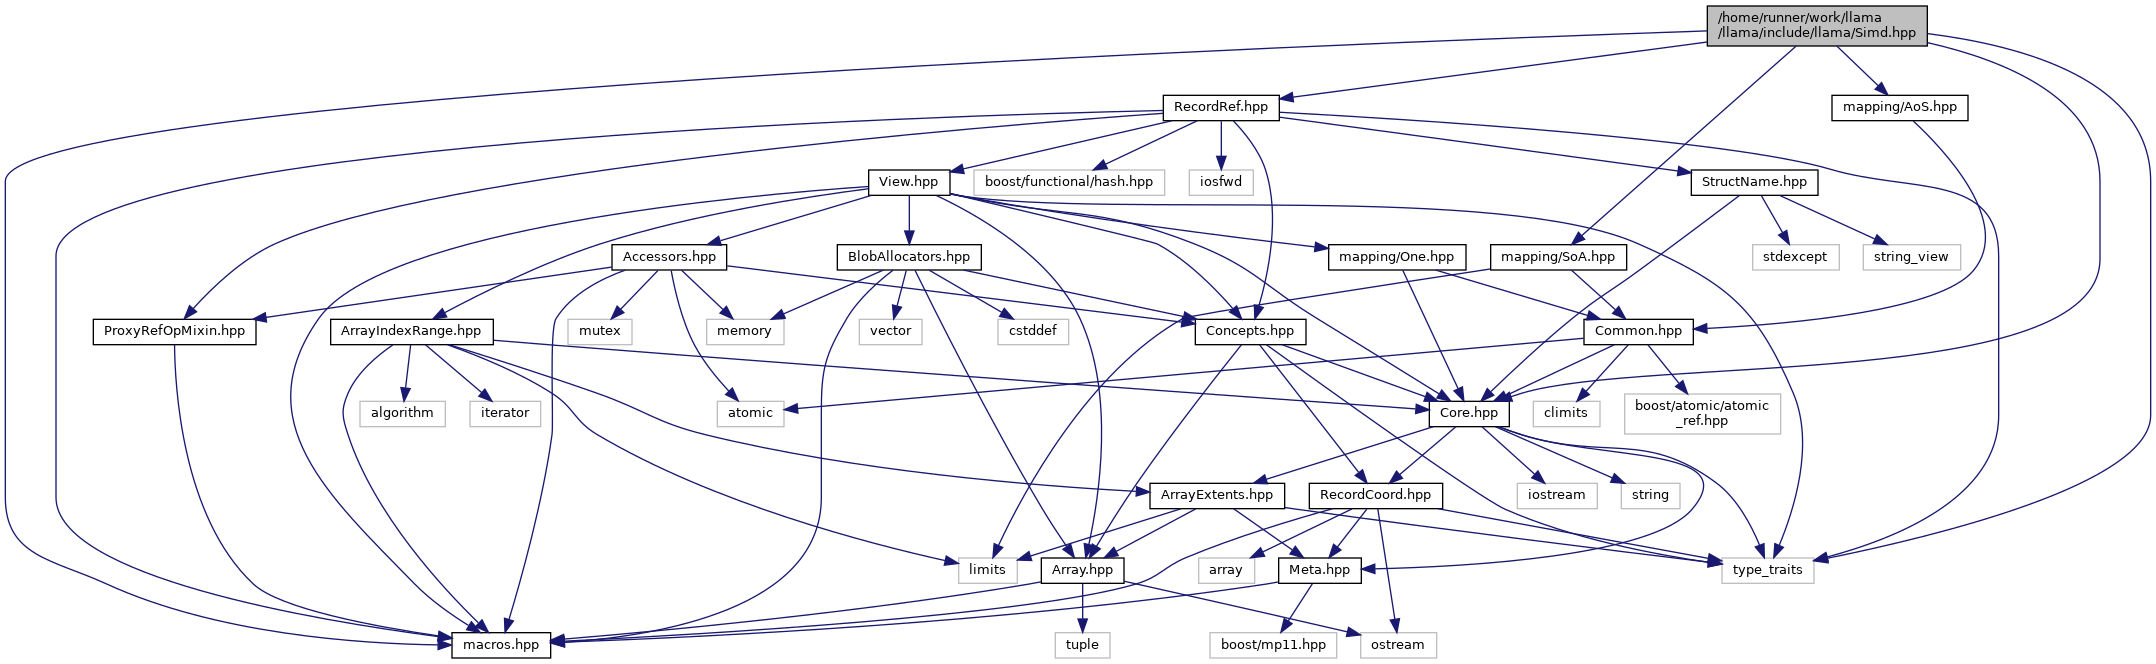 /home/runner/work/llama
/llama/include/llama/Simd.hpp
RecordRef.hpp
mapping/AoS.hpp
View.hpp
boost/functional/hash.hpp
iosfwd
StructName.hpp
Accessors.hpp
BlobAllocators.hpp
mapping/One.hpp
mapping/SoA.hpp
stdexcept
string_view
ProxyRefOpMixin.hpp
ArrayIndexRange.hpp
mutex
memory
vector
cstddef
Concepts.hpp
Common.hpp
algorithm
iterator
atomic
Core.hpp
climits
boost/atomic/atomic
_ref.hpp
ArrayExtents.hpp
RecordCoord.hpp
iostream
string
limits
Array.hpp
array
Meta.hpp
type_traits
macros.hpp
tuple
boost/mp11.hpp
ostream